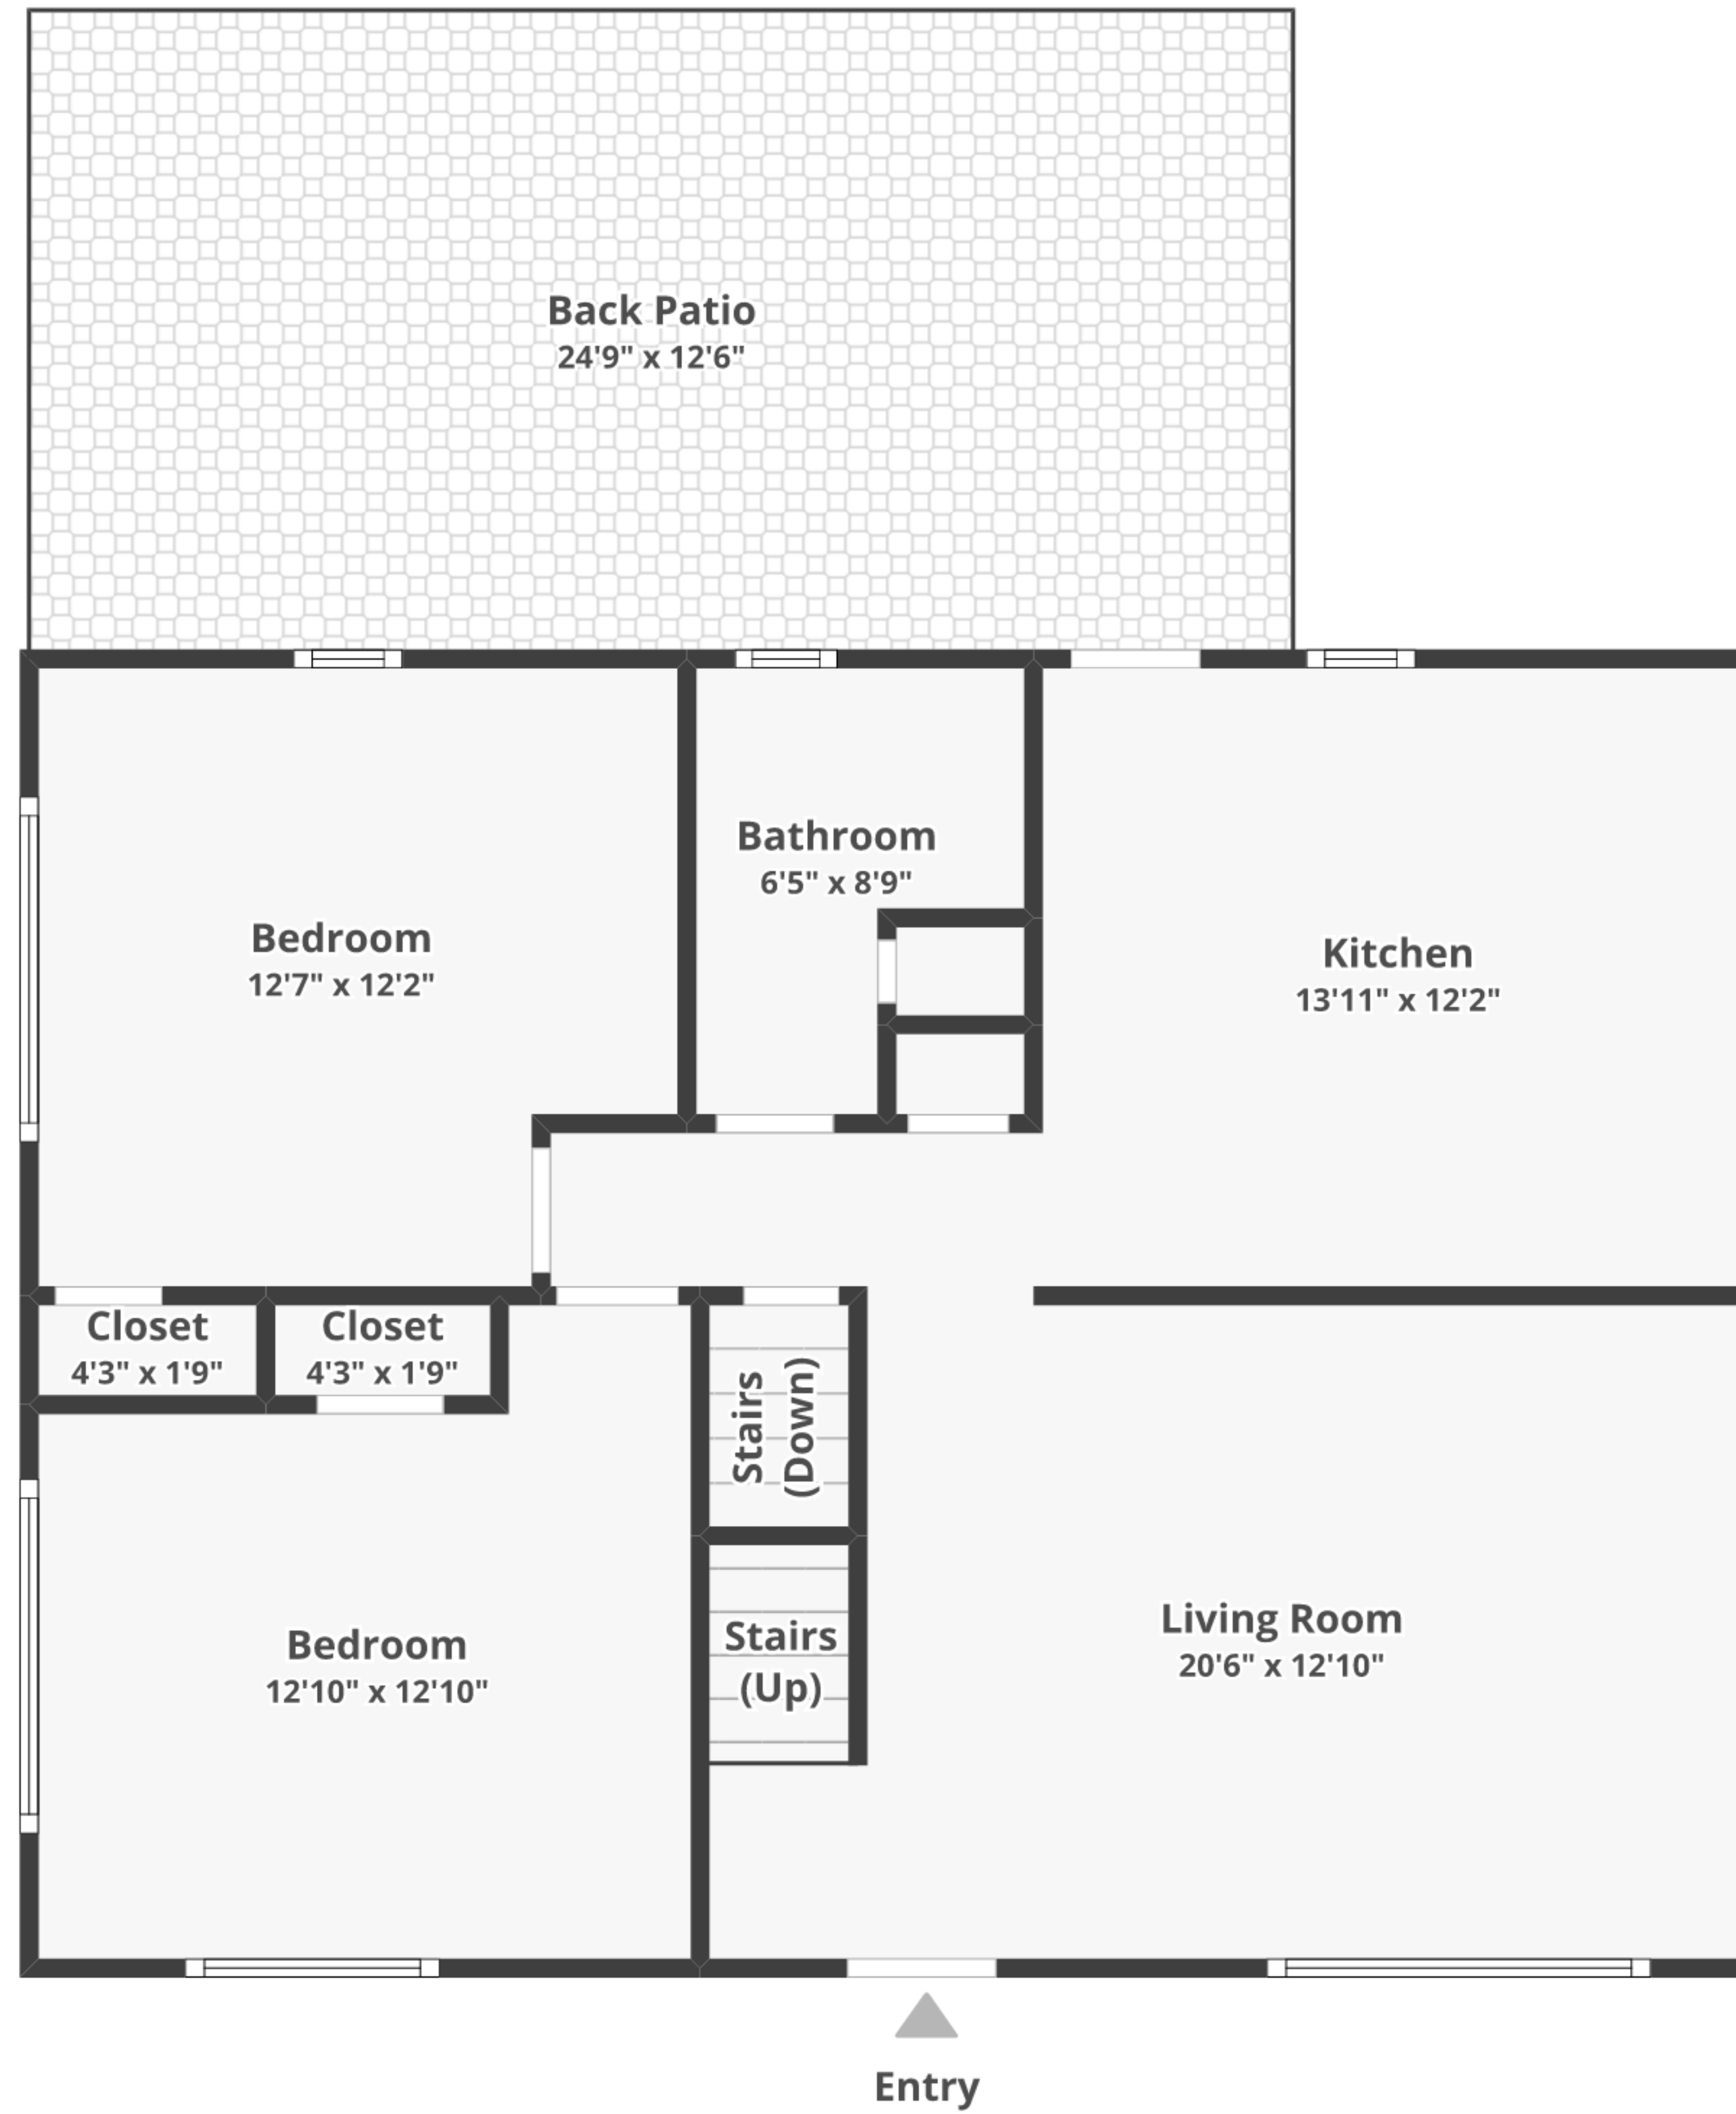 Back Patio
24'9" x 12'6"
Bathroom
6'5" x 8'9"
Bedroom
12'7" x 12'2"
Kitchen
13'11" x 12'2"
Closet
4'3" x 1'9"
Closet
4'3" x 1'9"
Stairs
(Down)
Stairs
(Up)
Living Room
20'6" x 12'10"
Bedroom
12'10" x 12'10"
Entry